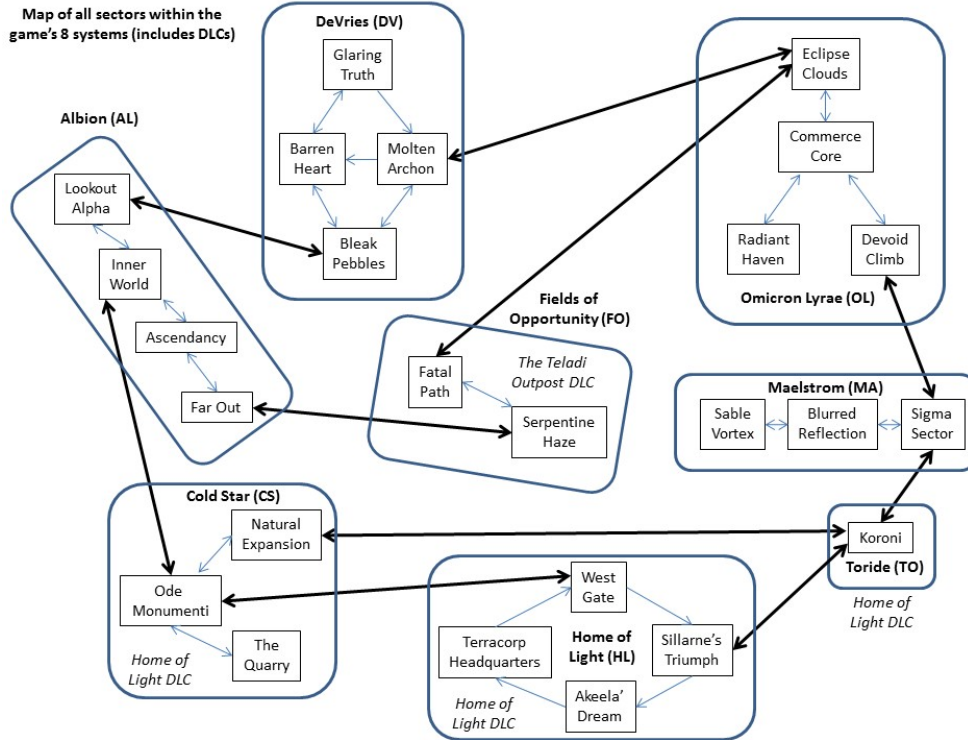 Map of all sectors within the
game's 8 systems (includes DLCs)
DeVries (DV)
Glaring
Truth
Barren
Heart
Molten
Archon
Bleak
Pebbles
Eclipse
Clouds
Commerce
Core
Radiant
Haven
Devoid
Climb
Omicron Lyrae (OL)
Albion (AL)
Lookout
Alpha
Inner
World
Ascendancy
Far Out
Fields of
Opportunity (FO)
Fatal
Path
The Teladi
Outpost DLC
Serpentine
Haze
Maelstrom (MA)
Sable
Vortex
Blurred
Reflection
Sigma
Sector
Cold Star (CS)
Natural
Expansion
Ode
Monumenti
The
Quarry
Home of
Light DLC
West
Gate
Terracorp
Headquarters
Home of
Light (HL)
Sillarne's
Triumph
Akeela'
Dream
Home of
Light DLC
Koroni
Toride (TO)
Home of
Light DLC